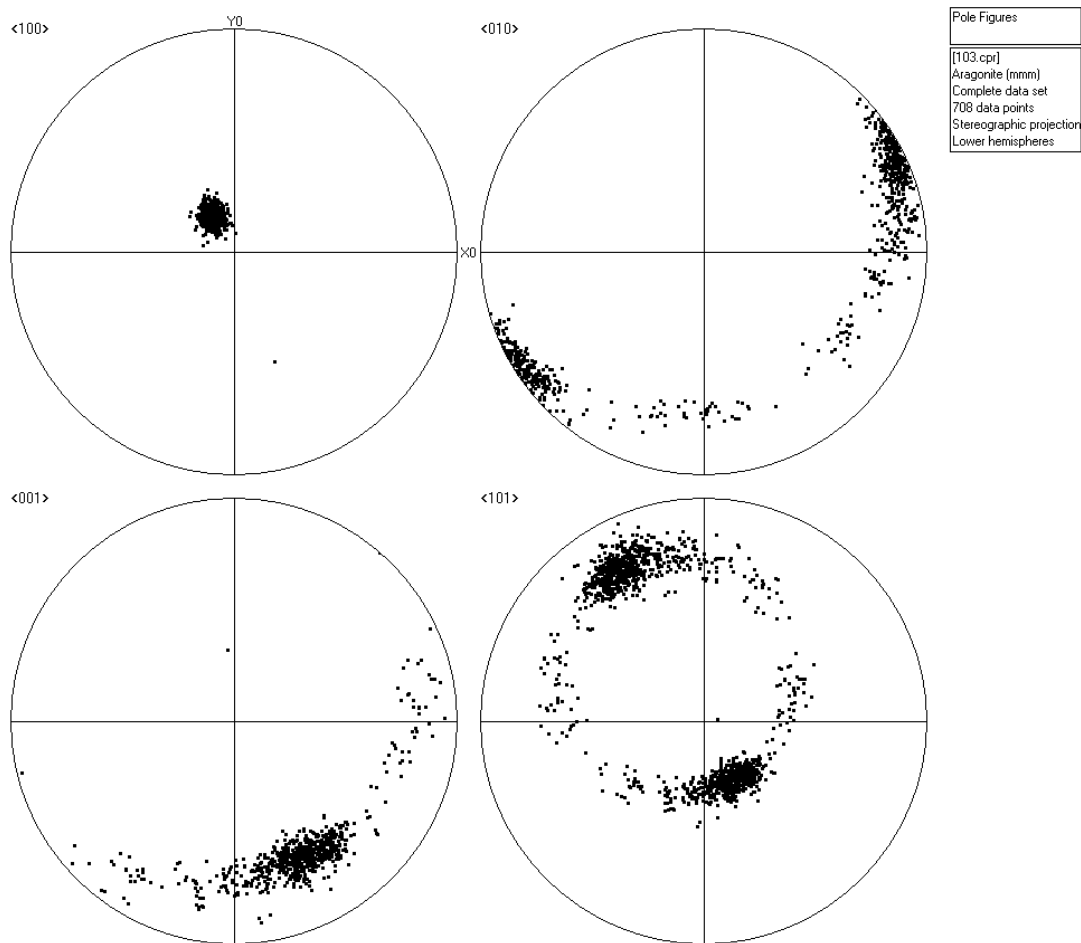 <100>
Y0
X0
<010>
<001>
<101>
Pole Figures
[103.cpr]
Aragonite (mmm)
Complete data set
708 data points
Stereographic projection
Lower hemispheres